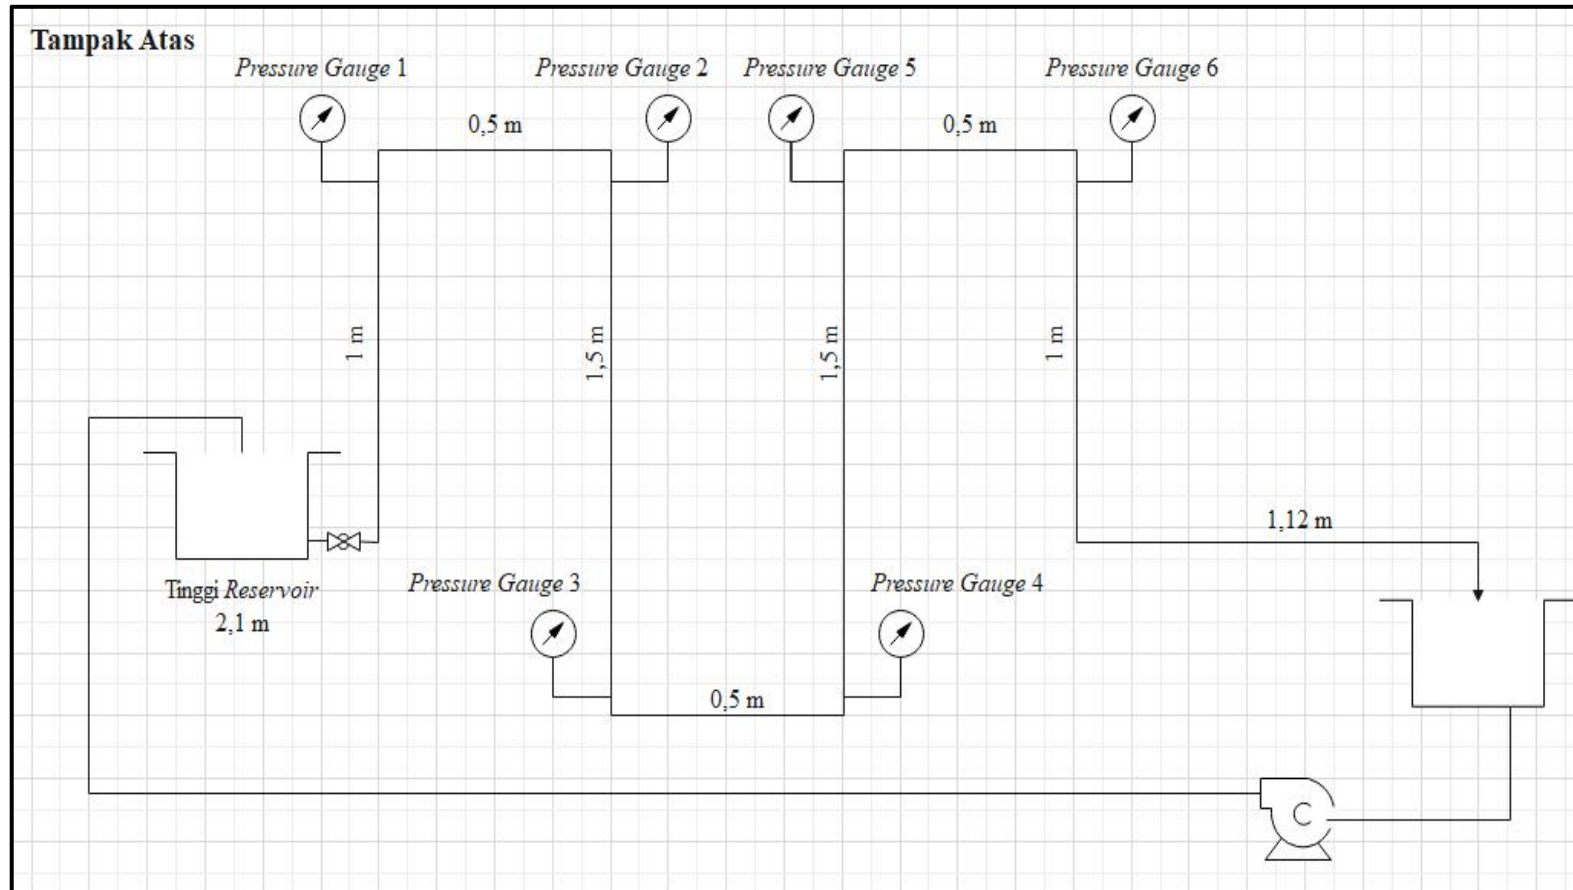 Tampak Atas
Pressure Gauge 1
Pressure Gauge 2
Pressure Gauge 5
Pressure Gauge 6
0,5 m
0,5 m
1 m
1,5 m
1,5 m
1 m
1,12 m
Tinggi Reservoir
2,1 m
Pressure Gauge 3
Pressure Gauge 4
0,5 m
C